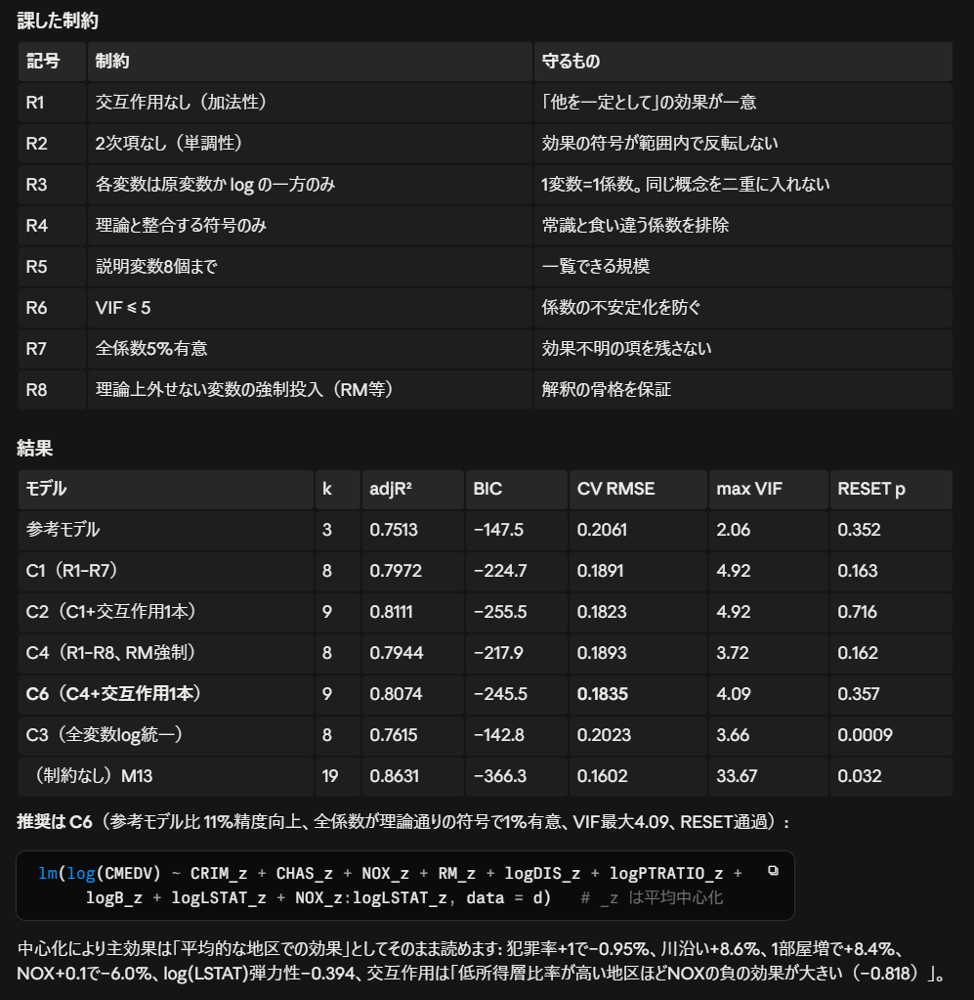 課した制約
記号 制約 守るもの
R1 交互作用なし（加法性） 「他を一定として」の効果が一意
R2 2次項なし（単調性） 効果の符号が範囲内で反転しない
R3 各変数は原変数か log の一方のみ 1変数=1係数。同じ概念を二重に入れない
R4 理論と整合する符号のみ 常識と食い違う係数を排除
R5 説明変数8個まで 一覧できる規模
R6 VIF ≤ 5 係数の不安定化を防ぐ
R7 全係数5%有意 効果不明の項を残さない
R8 理論上外せない変数の強制投入（RM等） 解釈の骨格を保証
結果
モデル k adjR² BIC CV RMSE max VIF RESET p
参考モデル 3 0.7513 −147.5 0.2061 2.06 0.352
C1（R1–R7） 8 0.7972 −224.7 0.1891 4.92 0.163
C2（C1+交互作用1本） 9 0.8111 −255.5 0.1823 4.92 0.716
C4（R1–R8、RM強制） 8 0.7944 −217.9 0.1893 3.72 0.162
C6（C4+交互作用1本） 9 0.8074 −245.5 0.1835 4.09 0.357
C3（全変数log統一） 8 0.7615 −142.8 0.2023 3.66 0.0009
（制約なし）M13 19 0.8631 −366.3 0.1602 33.67 0.032
推奨は C6（参考モデル比 11%精度向上、全係数が理論通りの符号で1%有意、VIF最大4.09、RESET通過）:
lm(log(CMEDV) ~ CRIM_z + CHAS_z + NOX_z + RM_z + logDIS_z + logPTRATIO_z +
logB_z + logLSTAT_z + NOX_z:logLSTAT_z, data = d) # _z は平均中心化
中心化により主効果は「平均的な地区での効果」としてそのまま読めます: 犯罪率+1で−0.95%、川沿い+8.6%、1部屋増で+8.4%、
NOX+0.1で−6.0%、log(LSTAT)弾力性−0.394、交互作用は「低所得層比率が高い地区ほどNOXの負の効果が大きい（−0.818）」。